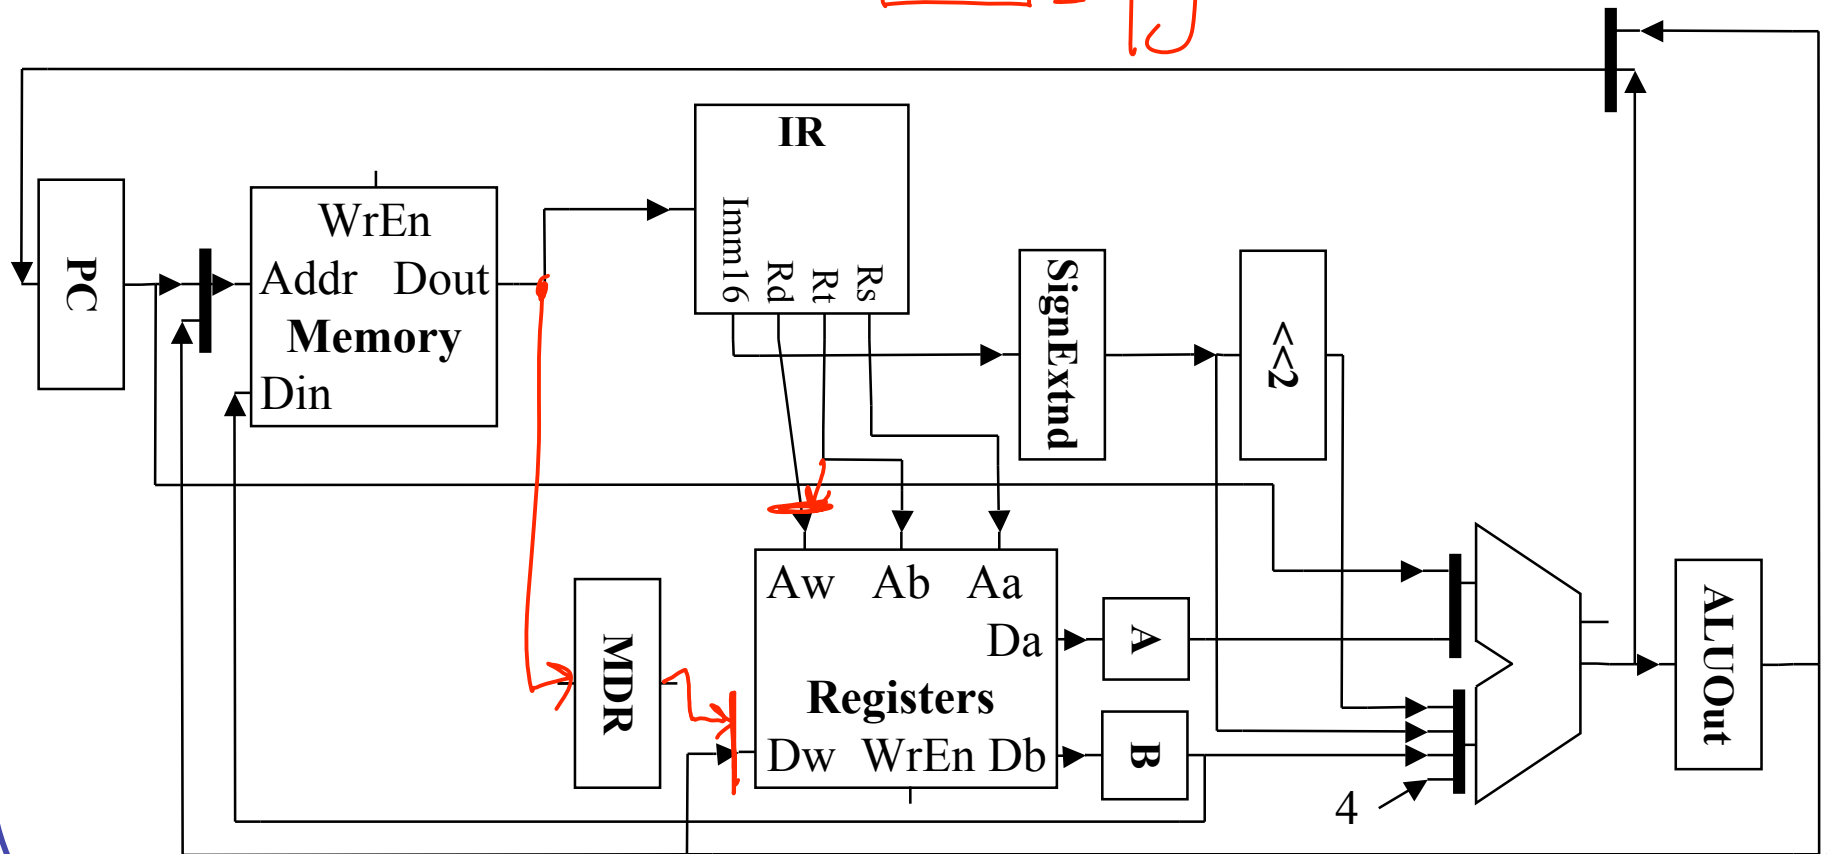 IR
Imm16
Rd
Rt
Rs
PC
WrEn
Addr Dout
Memory
Din
SignExtnd
<<2
MDR
Aw Ab Aa
Da
Registers
Dw WrEn Db
A
B
4
ALUOut